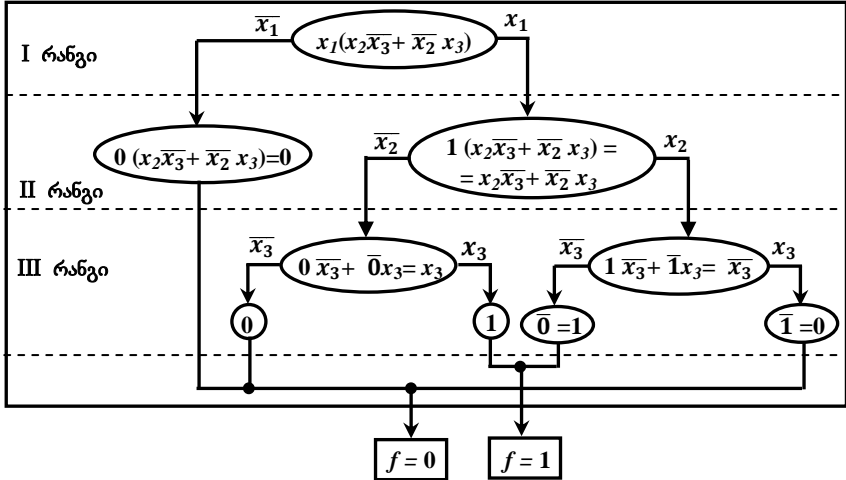 x̅₁ x₁
x₁(x₂x̅₃+ x̅₂ x₃)
I რანგი
0 (x₂x̅₃+ x̅₂ x₃)=0
x̅₂ x₂
1 (x₂x̅₃+ x̅₂ x₃) =
= x₂x̅₃+ x̅₂ x₃
II რანგი
x̅₃ x₃ x̅₃ x₃
III რანგი
0 x̅₃+ 0̅x₃= x₃
1 x̅₃+ 1̅x₃= x̅₃
0 1 0̅ =1 1̅ =0
f = 0 f = 1